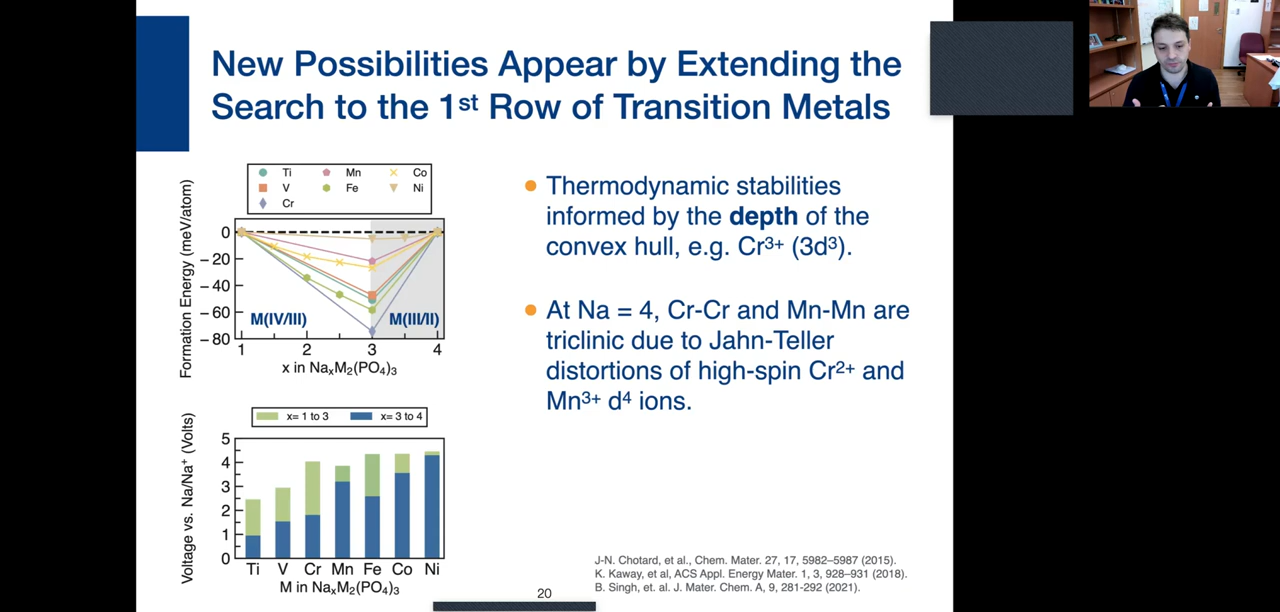 New Possibilities Appear by Extending the
Search to the 1st Row of Transition Metals
Ti
Mn
Co
V
Fe
Ni
Cr
Formation Energy (meV/atom)
0
−20
−40
−60
−80
M(IV/III)
M(III/II)
1
2
3
4
x in NaxM2(PO4)3
x= 1 to 3
x= 3 to 4
Voltage vs. Na/Na+ (Volts)
5
4
3
2
1
0
Ti
V
Cr
Mn
Fe
Co
Ni
M in NaxM2(PO4)3
• Thermodynamic stabilities
informed by the depth of the
convex hull, e.g. Cr3+ (3d3).
• At Na = 4, Cr-Cr and Mn-Mn are
triclinic due to Jahn-Teller
distortions of high-spin Cr2+ and
Mn3+ d4 ions.
J-N. Chotard, et al., Chem. Mater. 27, 17, 5982–5987 (2015).
K. Kaway, et al, ACS Appl. Energy Mater. 1, 3, 928–931 (2018).
B. Singh, et. al. J. Mater. Chem. A, 9, 281-292 (2021).
20